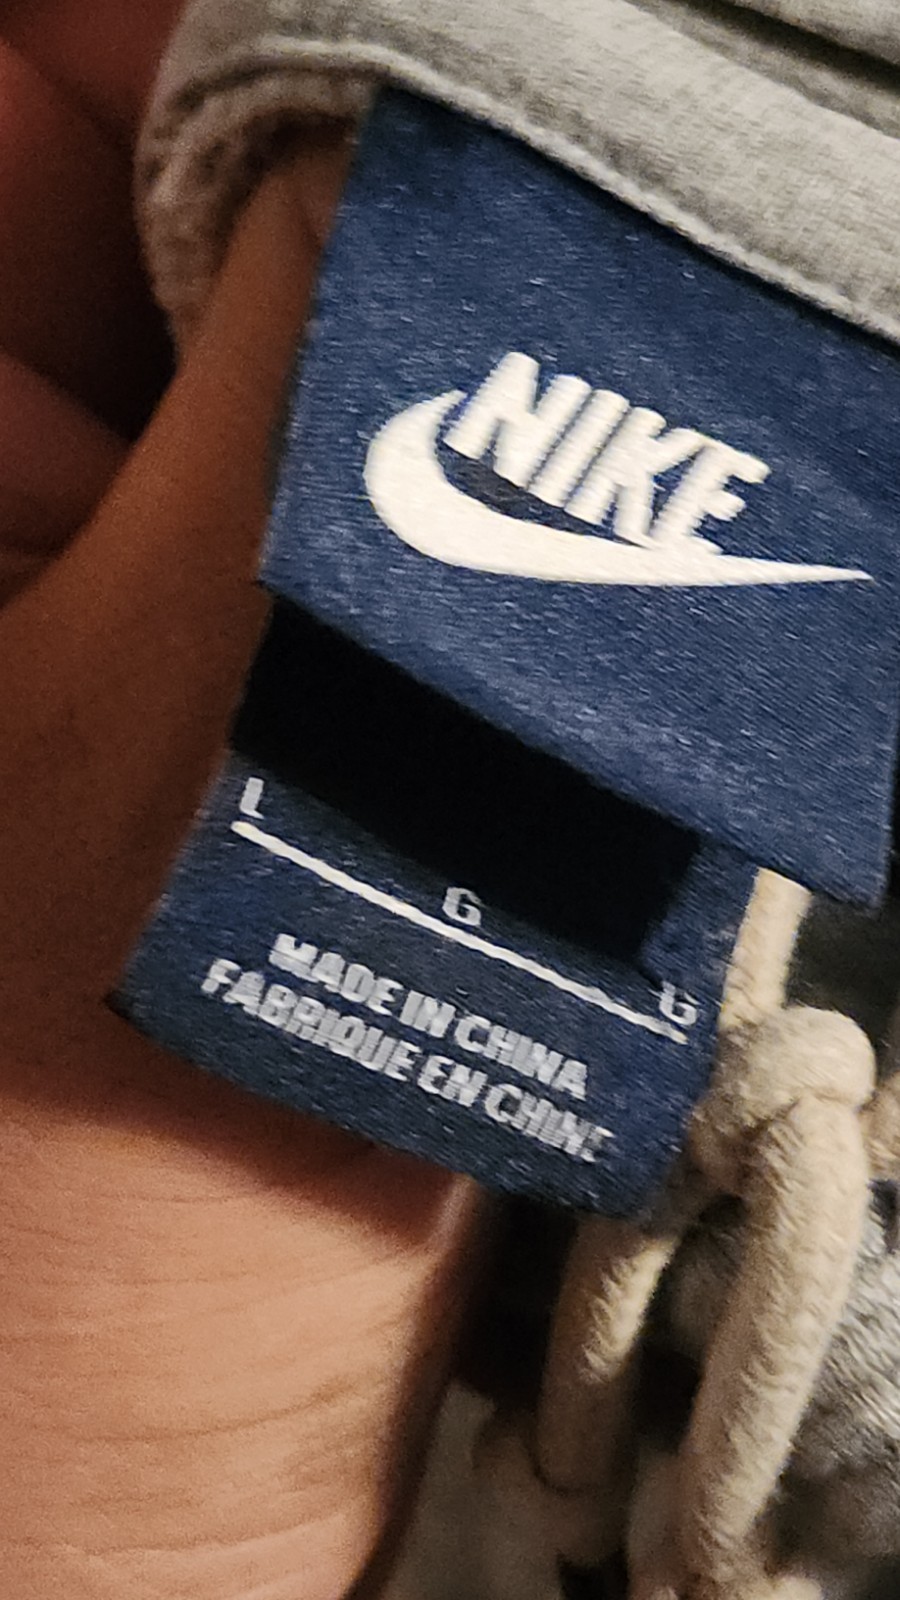 NIKE
L G G
MADE IN CHINA
FABRIQUE EN CHINE